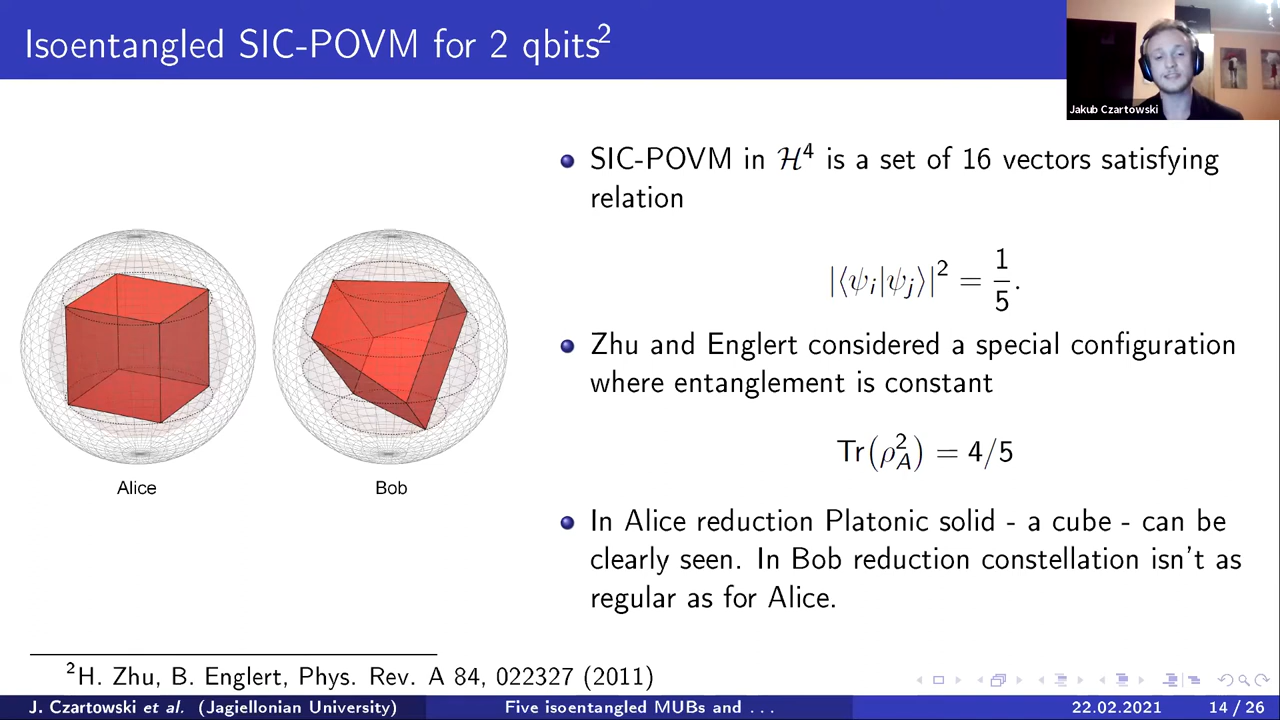 Isoentangled SIC-POVM for 2 qbits²
Jakub Czartowski
SIC-POVM in ℋ⁴ is a set of 16 vectors satisfying
relation
|⟨ψᵢ|ψⱼ⟩|² = 1/5.
Zhu and Englert considered a special configuration
where entanglement is constant
Tr(ρ_A²) = 4/5
In Alice reduction Platonic solid - a cube - can be
clearly seen. In Bob reduction constellation isn't as
regular as for Alice.
Alice
Bob
²H. Zhu, B. Englert, Phys. Rev. A 84, 022327 (2011)
J. Czartowski et al. (Jagiellonian University)
Five isoentangled MUBs and . . .
22.02.2021
14 / 26